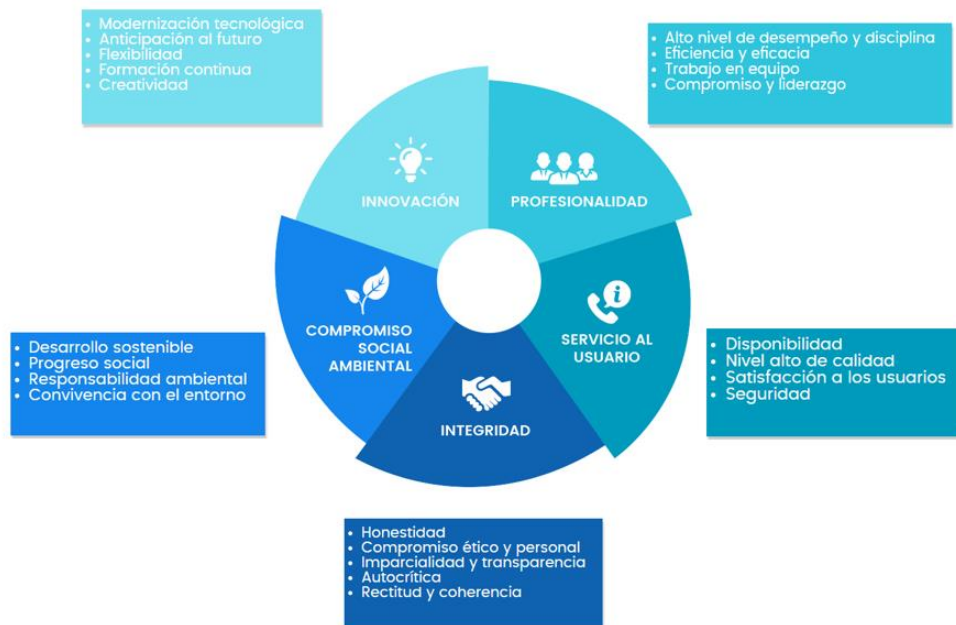 • Modernización tecnológica
• Anticipación al futuro
• Flexibilidad
• Formación continua
• Creatividad
• Alto nivel de desempeño y disciplina
• Eficiencia y eficacia
• Trabajo en equipo
• Compromiso y liderazgo
INNOVACIÓN
PROFESIONALIDAD
COMPROMISO
SOCIAL
AMBIENTAL
SERVICIO AL
USUARIO
INTEGRIDAD
• Desarrollo sostenible
• Progreso social
• Responsabilidad ambiental
• Convivencia con el entorno
• Disponibilidad
• Nivel alto de calidad
• Satisfacción a los usuarios
• Seguridad
• Honestidad
• Compromiso ético y personal
• Imparcialidad y transparencia
• Autocrítica
• Rectitud y coherencia